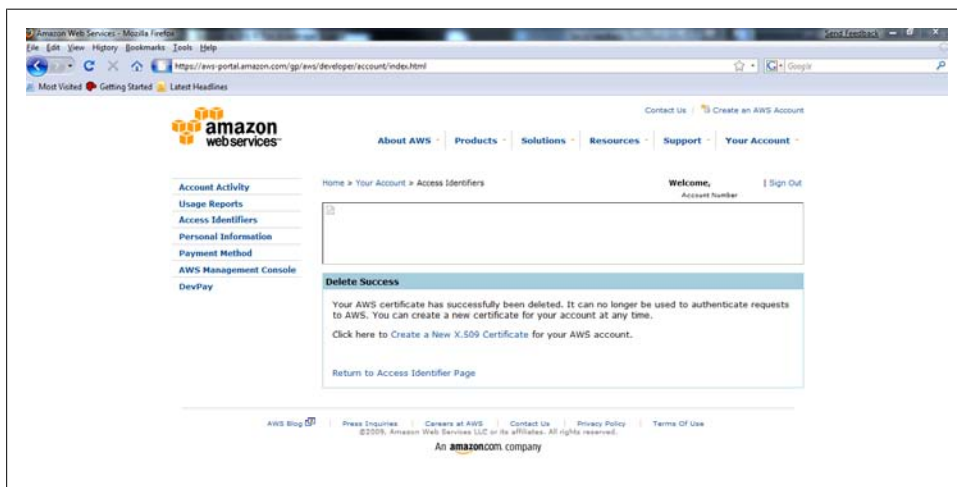 Amazon Web Services - Mozilla Firefox
Send Feedback
File Edit View History Bookmarks Tools Help
https://aws-portal.amazon.com/gp/aws/developer/account/index.html
Google
Most Visited Getting Started Latest Headlines
Contact Us | Create an AWS Account
amazon
webservices™
About AWS Products Solutions Resources Support Your Account
Account Activity
Usage Reports
Access Identifiers
Personal Information
Payment Method
AWS Management Console
DevPay
Home > Your Account > Access Identifiers
Welcome, | Sign Out
Account Number
Delete Success
Your AWS certificate has successfully been deleted. It can no longer be used to authenticate requests
to AWS. You can create a new certificate for your account at any time.
Click here to Create a New X.509 Certificate for your AWS account.
Return to Access Identifier Page
AWS Blog | Press Inquiries | Careers at AWS | Contact Us | Privacy Policy | Terms Of Use
©2009, Amazon Web Services LLC or its affiliates. All rights reserved.
An amazon.com. company